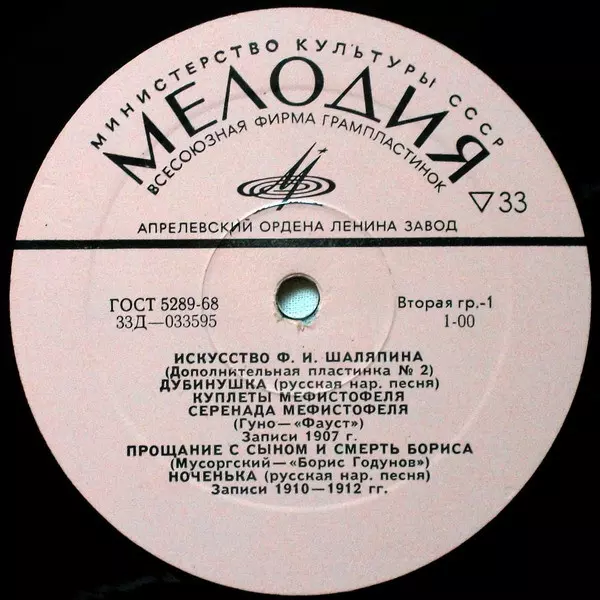 МИНИСТЕРСТВО КУЛЬТУРЫ СССР
МЕЛОДИЯ
ВСЕСОЮЗНАЯ ФИРМА ГРАМПЛАСТИНОК
▽33
АПРЕЛЕВСКИЙ ОРДЕНА ЛЕНИНА ЗАВОД
ГОСТ 5289-68
33Д—033595
Вторая гр.-1
1-00
ИСКУССТВО Ф. И. ШАЛЯПИНА
(Дополнительная пластинка № 2)
ДУБИНУШКА (русская нар. песня)
КУПЛЕТЫ МЕФИСТОФЕЛЯ
СЕРЕНАДА МЕФИСТОФЕЛЯ
(Гуно—«Фауст»)
Записи 1907 г.
ПРОЩАНИЕ С СЫНОМ И СМЕРТЬ БОРИСА
(Мусоргский—«Борис Годунов»)
НОЧЕНЬКА (русская нар. песня)
Записи 1910—1912 гг.